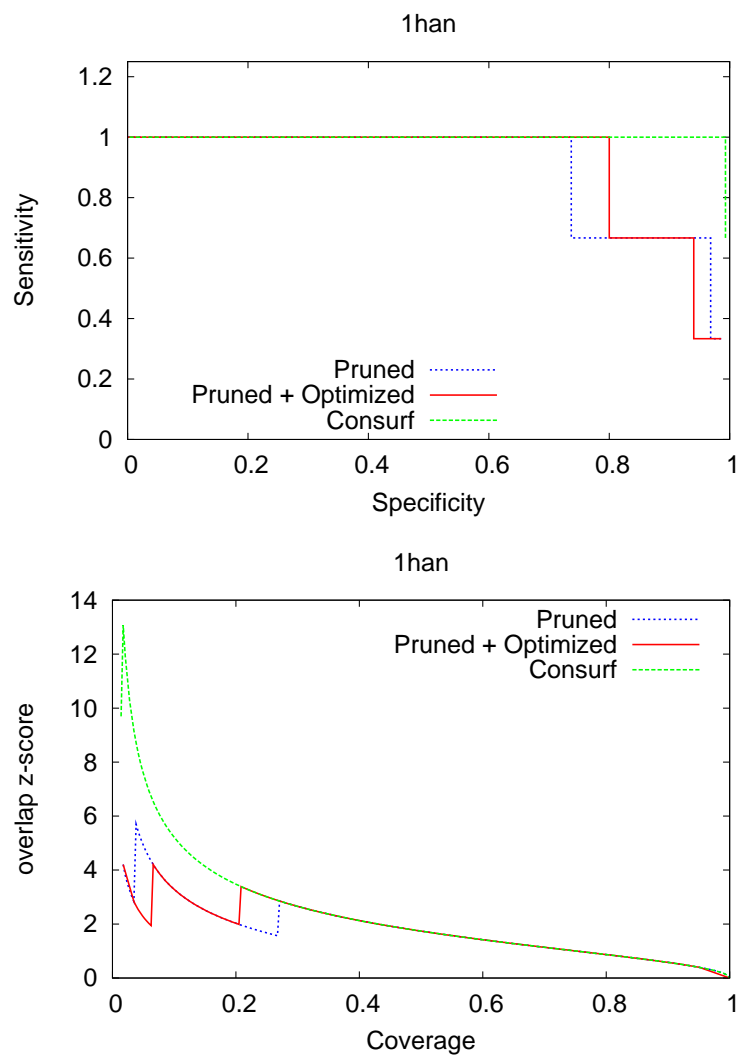 1han
1.2
1
0.8
0.6
0.4
0.2
0
Sensitivity
Pruned
Pruned + Optimized
Consurf
0 0.2 0.4 0.6 0.8 1
Specificity
1han
14
12
10
8
6
4
2
0
overlap z-score
Pruned
Pruned + Optimized
Consurf
0 0.2 0.4 0.6 0.8 1
Coverage